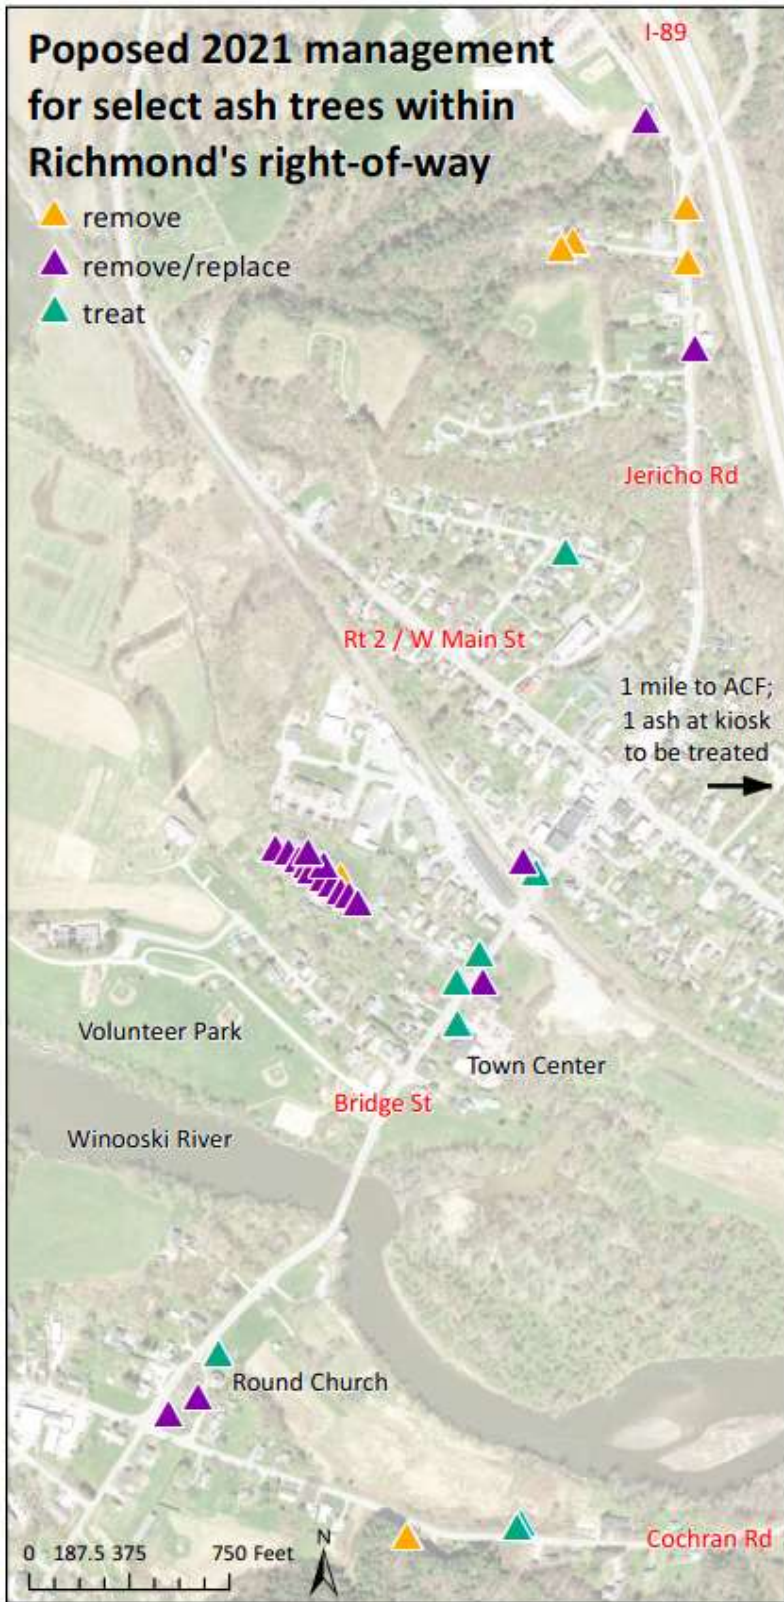 Poposed 2021 management
for select ash trees within
Richmond's right-of-way
remove
remove/replace
treat
I-89
Jericho Rd
Rt 2 / W Main St
1 mile to ACF;
1 ash at kiosk
to be treated
Volunteer Park
Town Center
Bridge St
Winooski River
Round Church
Cochran Rd
0 187.5 375 750 Feet
N